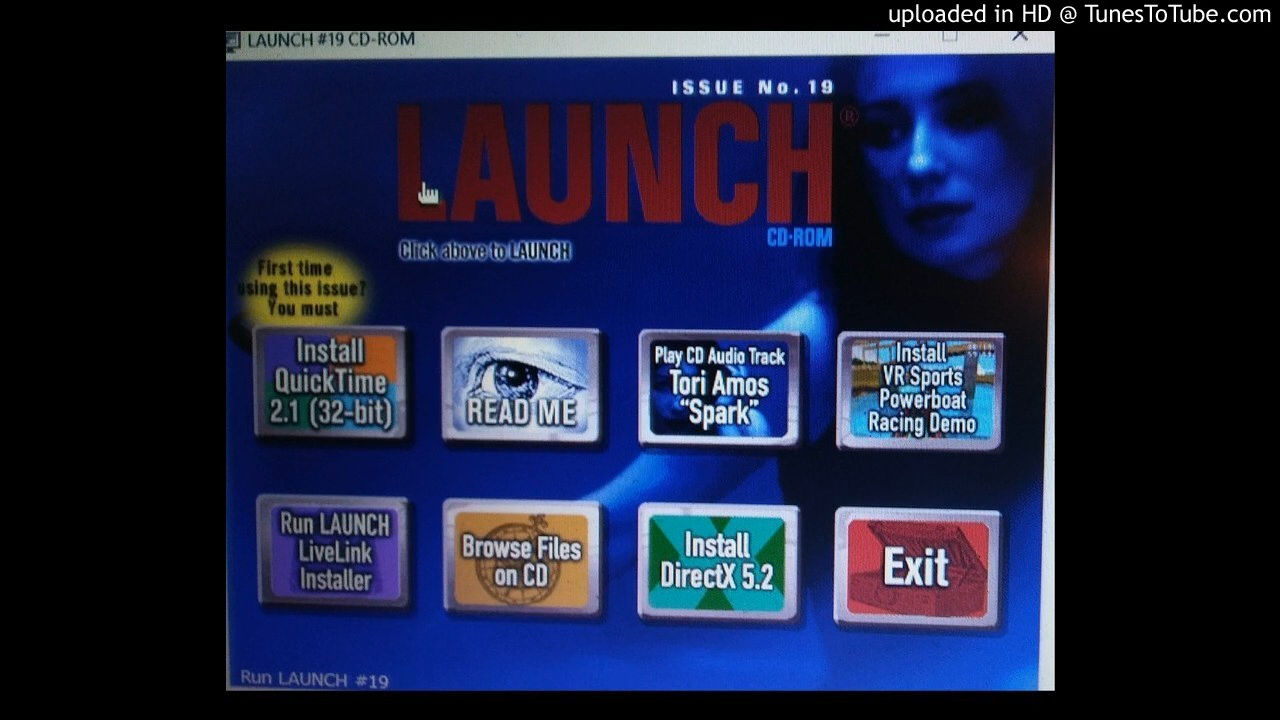 uploaded in HD @ TunesToTube.com
LAUNCH #19 CD-ROM
ISSUE No.19
LAUNCH®
CD-ROM
Click above to LAUNCH
First time
using this issue?
You must
Install
QuickTime
2.1 (32-bit)
READ ME
Play CD Audio Track
Tori Amos
"Spark"
Install
VR Sports
Powerboat
Racing Demo
Run LAUNCH
LiveLink
Installer
Browse Files
on CD
Install
DirectX 5.2
Exit
Run LAUNCH #19